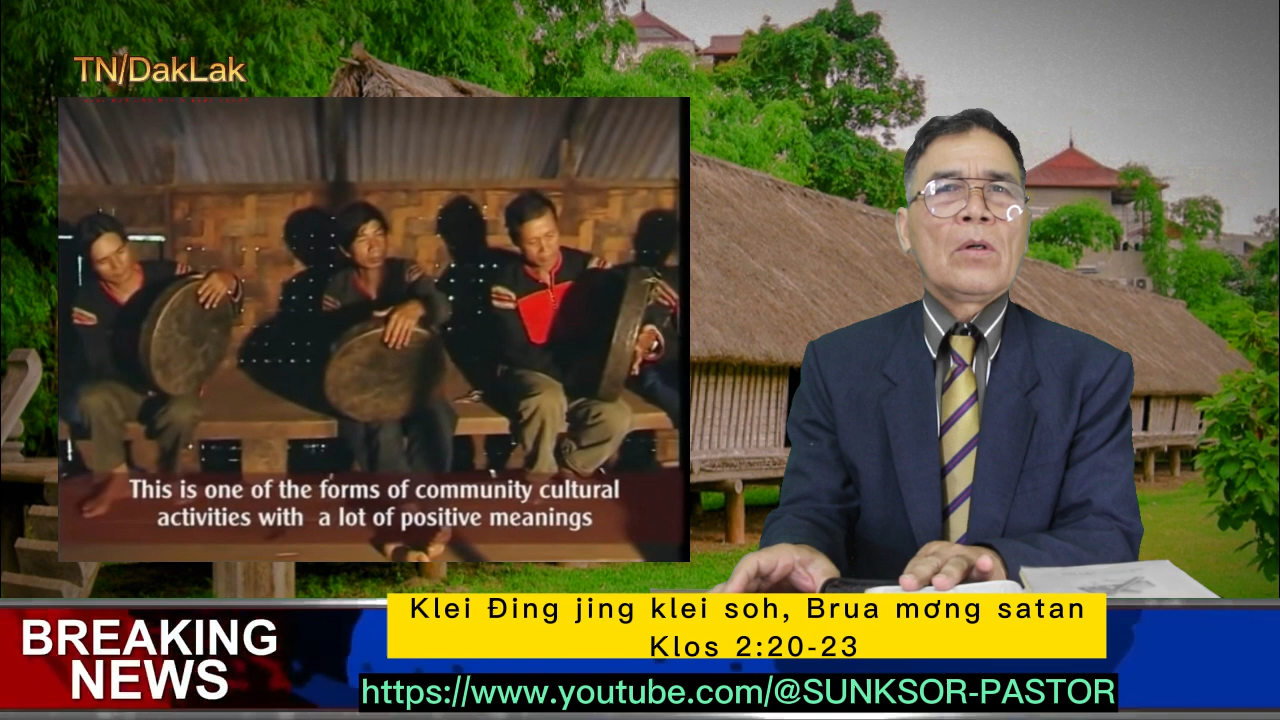 TN/DakLak
This is one of the forms of community cultural
activities with a lot of positive meanings
BREAKING
NEWS
Klei Đing jing klei soh, Brua mơng satan
Klos 2:20-23
https://www.youtube.com/@SUNKSOR-PASTOR